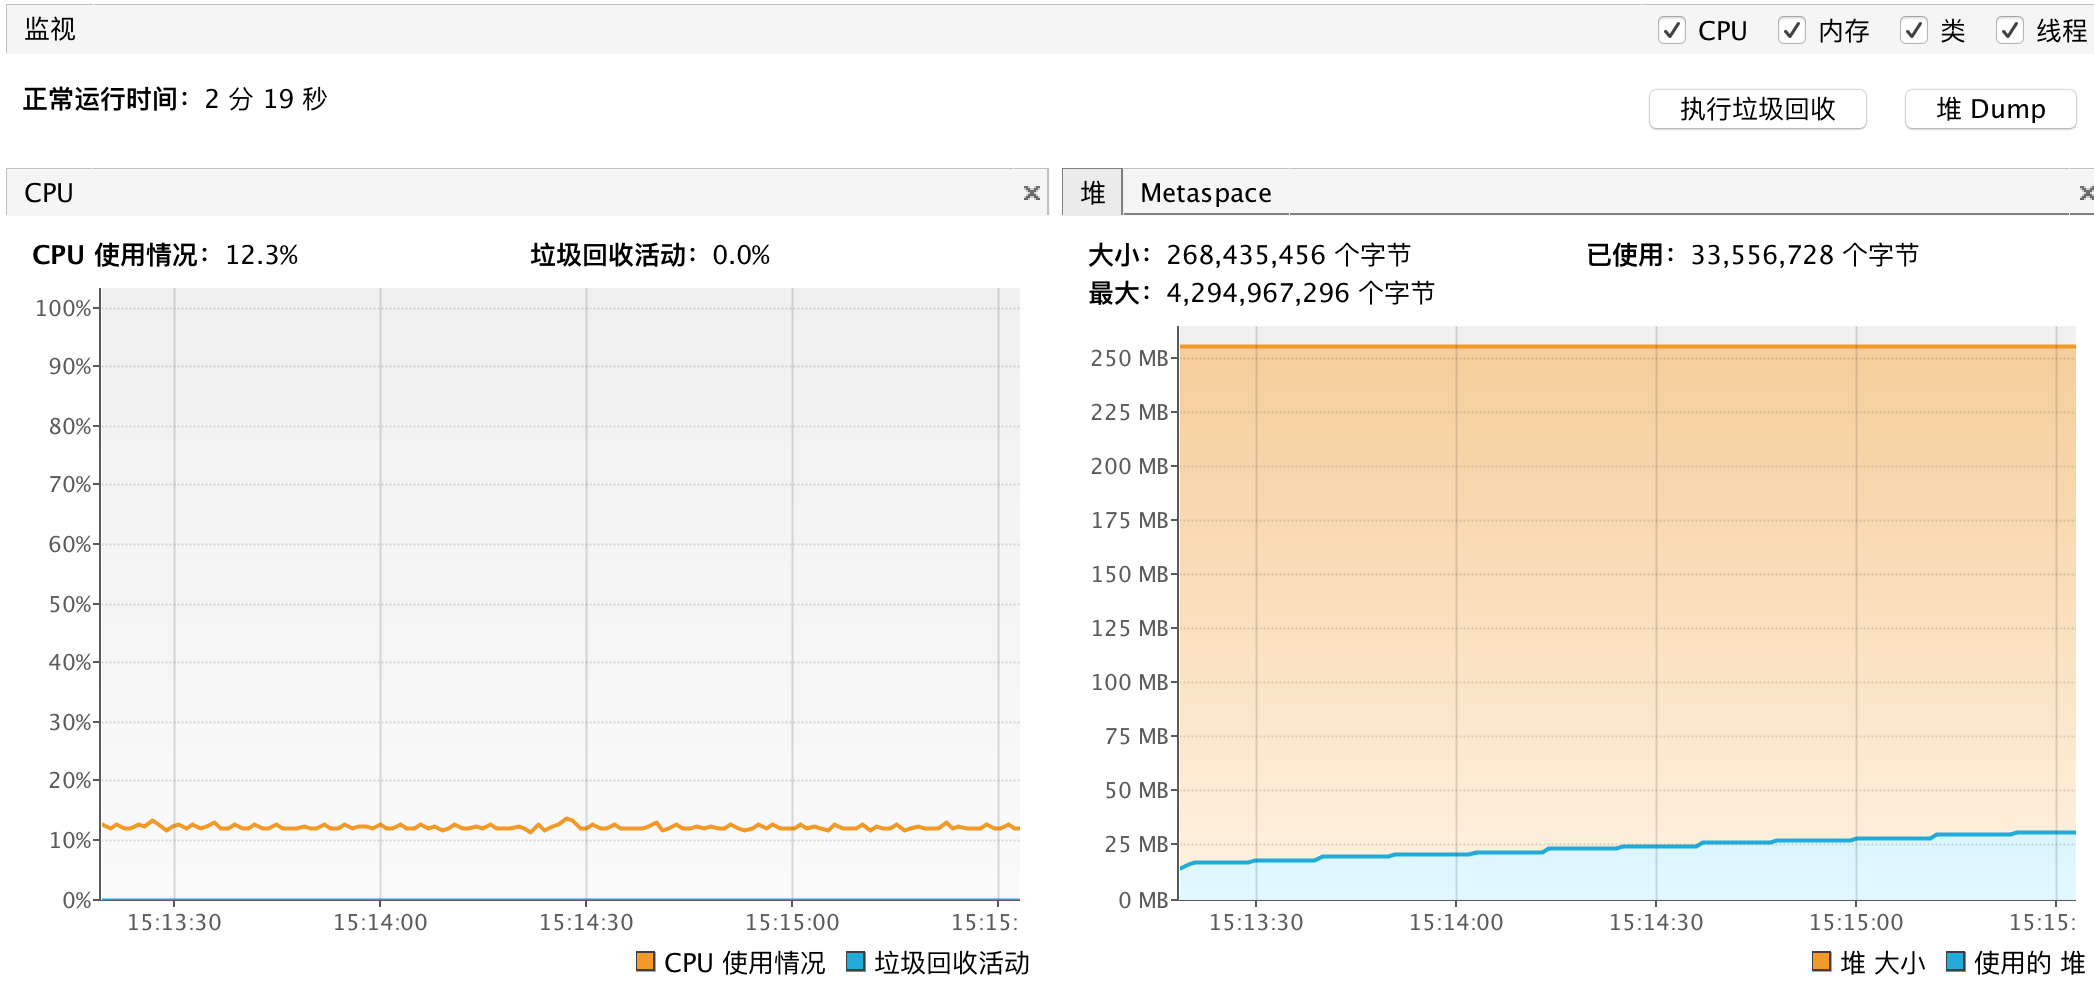 监视
CPU 内存 类 线程
正常运行时间：2 分 19 秒
执行垃圾回收 堆 Dump
CPU
CPU 使用情况：12.3% 垃圾回收活动：0.0%
100%
90%
80%
70%
60%
50%
40%
30%
20%
10%
0%
15:13:30 15:14:00 15:14:30 15:15:00 15:15:
CPU 使用情况 垃圾回收活动
堆 Metaspace
大小：268,435,456 个字节 已使用：33,556,728 个字节
最大：4,294,967,296 个字节
250 MB
225 MB
200 MB
175 MB
150 MB
125 MB
100 MB
75 MB
50 MB
25 MB
0 MB
15:13:30 15:14:00 15:14:30 15:15:00 15:15:
堆 大小 使用的 堆